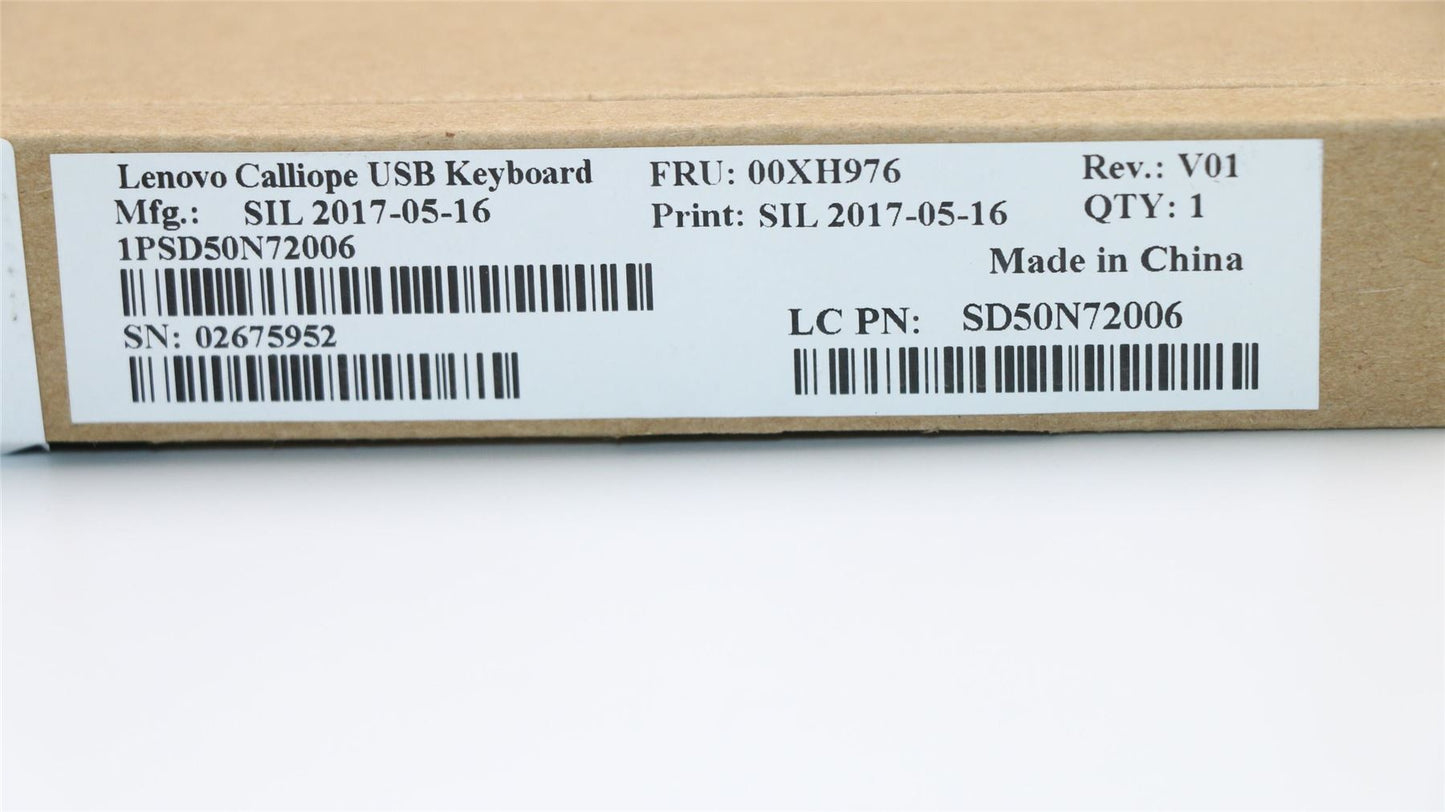 Lenovo Calliope USB Keyboard FRU: 00XH976 Rev.: V01
Mfg.: SIL 2017-05-16 Print: SIL 2017-05-16 QTY: 1
1PSD50N72006
Made in China
LC PN: SD50N72006
SN: 02675952